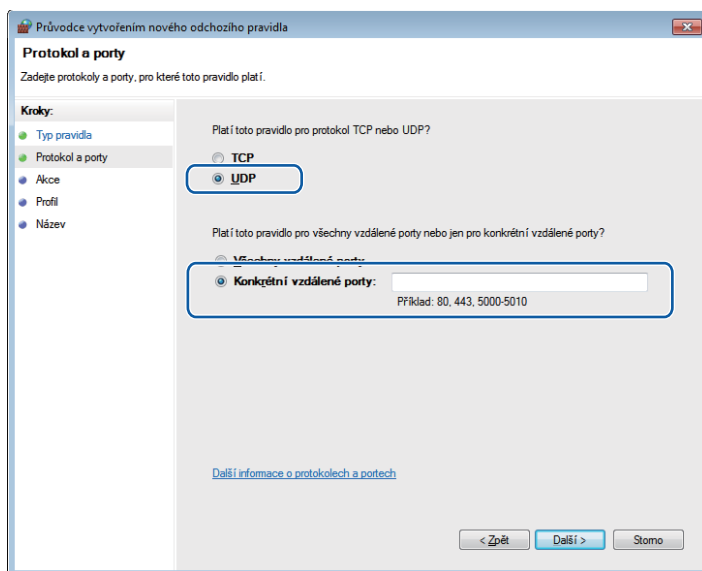 Průvodce vytvořením nového odchozího pravidla
Protokol a porty
Zadejte protokoly a porty, pro které toto pravidlo platí.
Kroky:
Typ pravidla
Protokol a porty
Akce
Profil
Název
Platí toto pravidlo pro protokol TCP nebo UDP?
TCP
UDP
Platí toto pravidlo pro všechny vzdálené porty nebo jen pro konkrétní vzdálené porty?
Všechny vzdálené porty
Konkrétní vzdálené porty:
Příklad: 80, 443, 5000-5010
Další informace o protokolech a portech
< Zpět
Další >
Storno